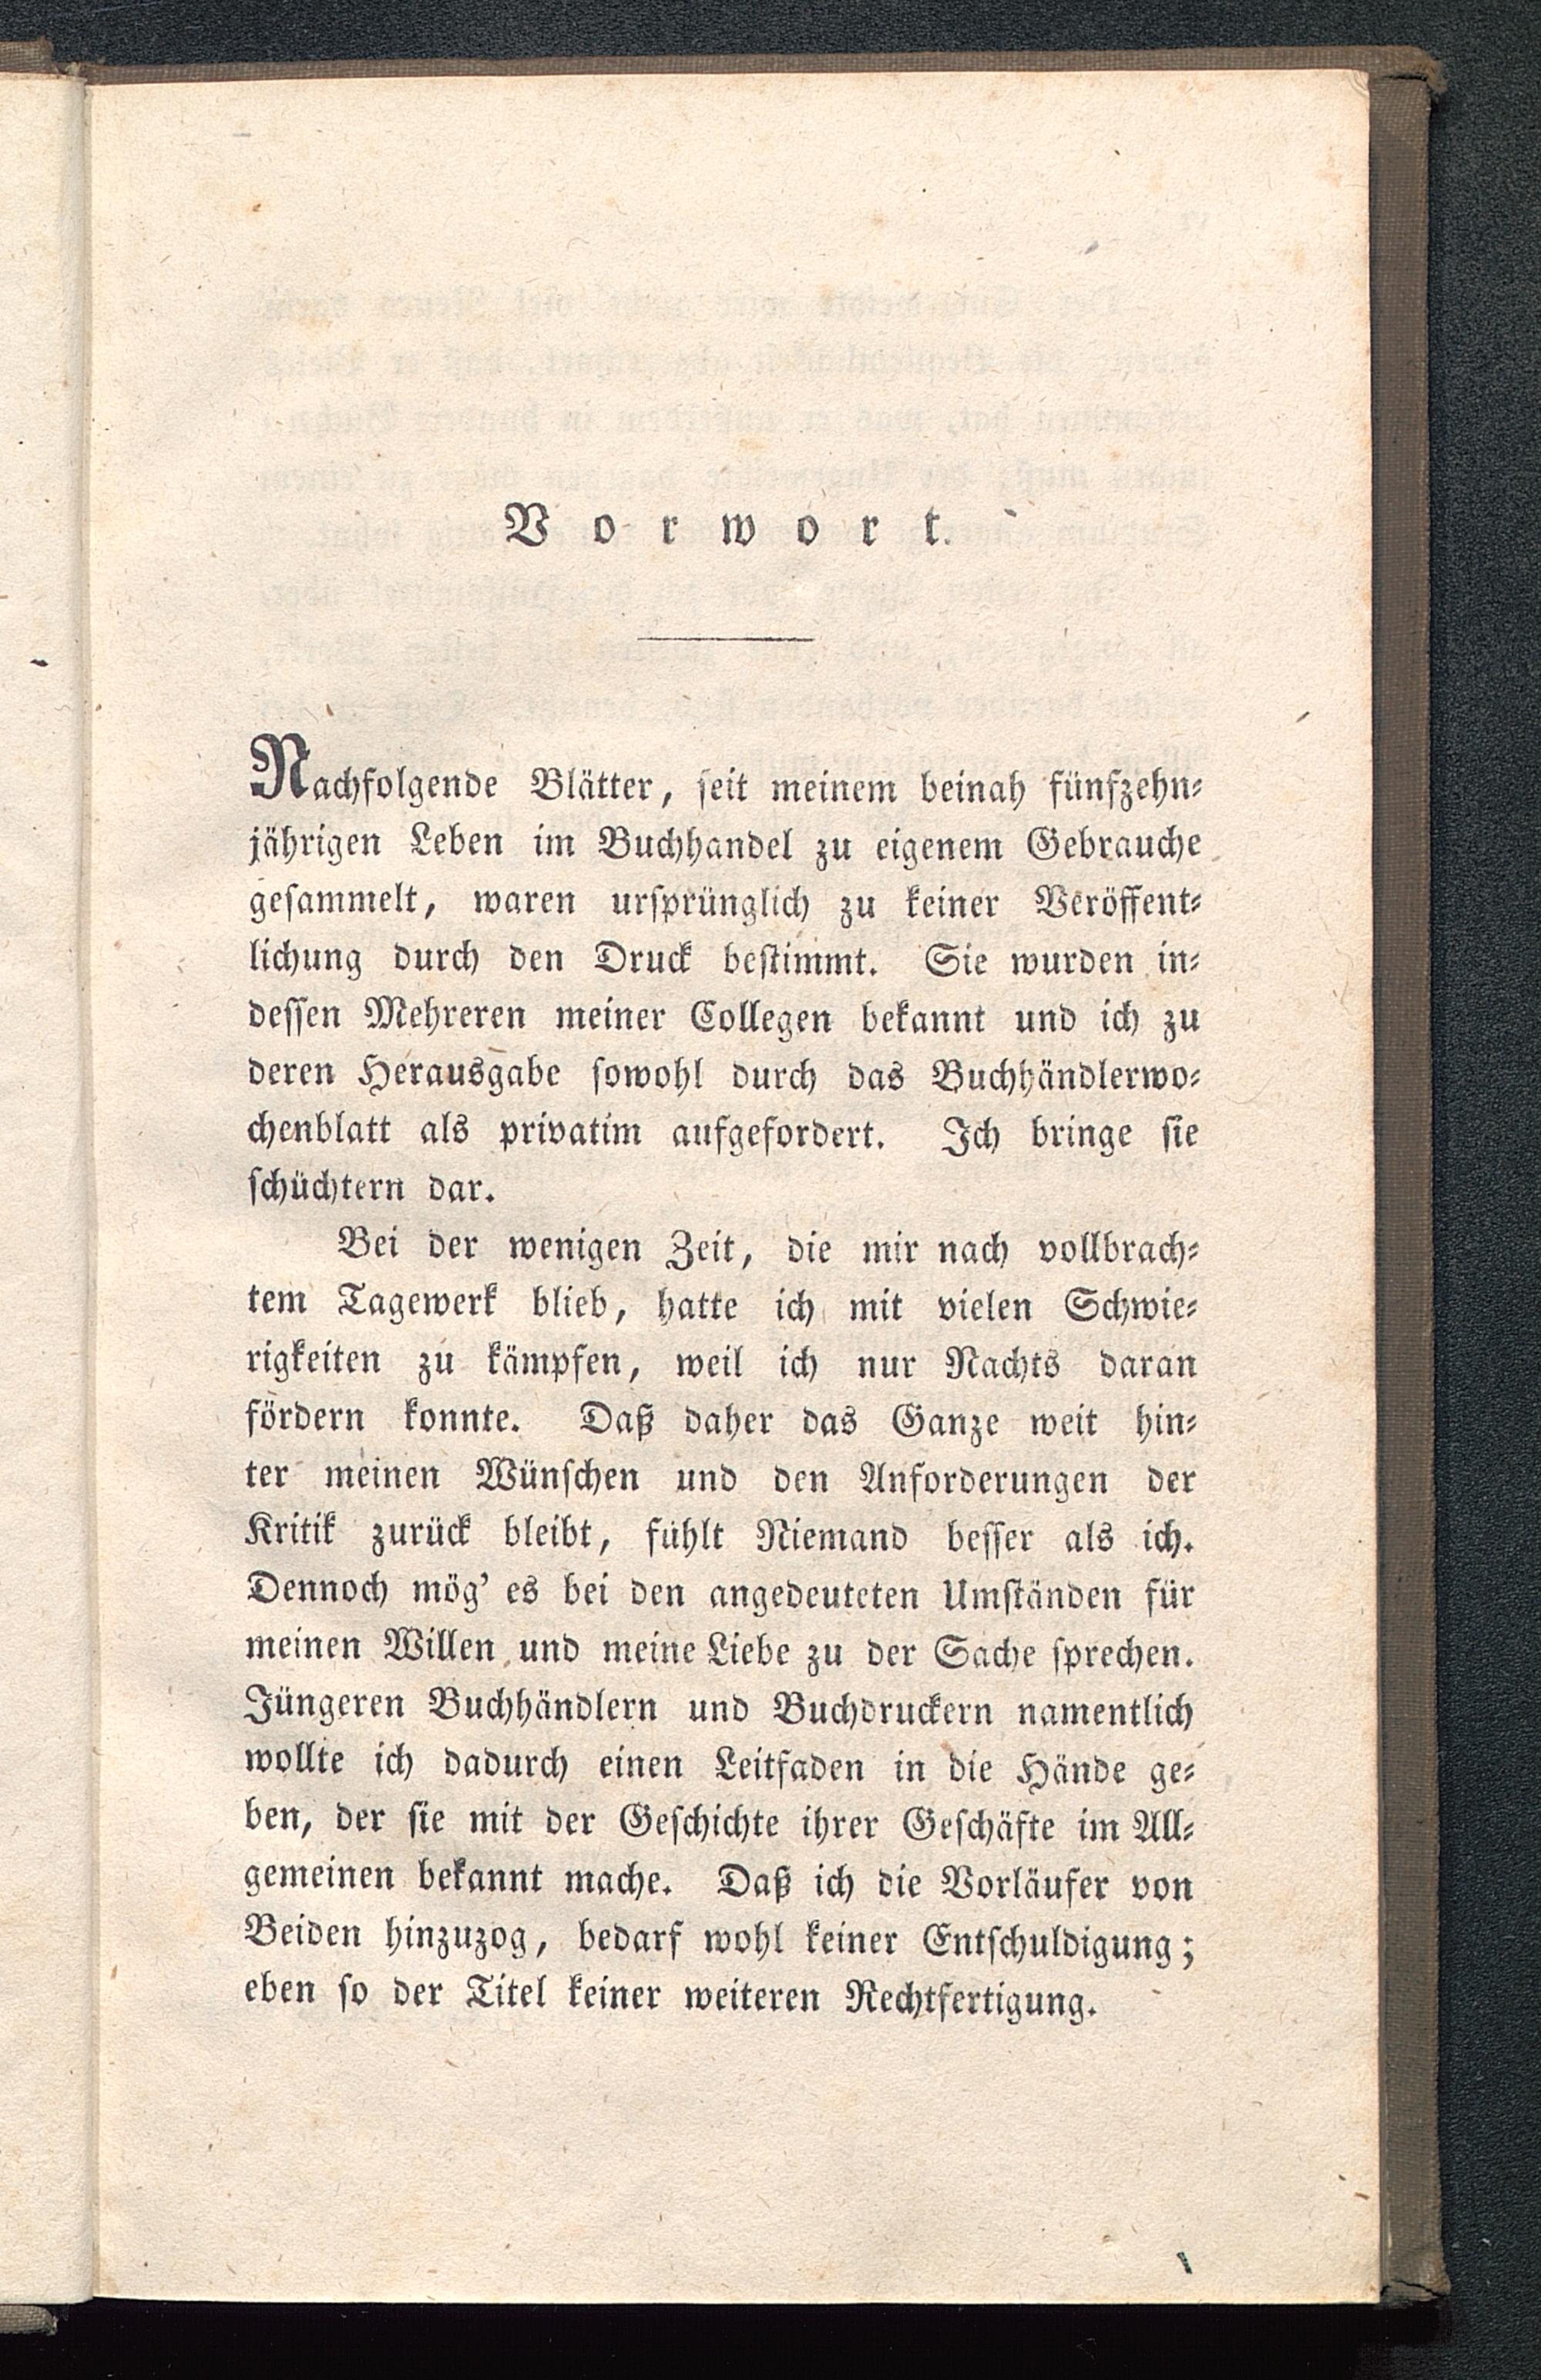 Vorwort.
Nachfolgende Blätter, seit meinem beinah fünfzehn-
jährigen Leben im Buchhandel zu eigenem Gebrauche
gesammelt, waren ursprünglich zu keiner Veröffent-
lichung durch den Druck bestimmt. Sie wurden in-
dessen Mehreren meiner Collegen bekannt und ich zu
deren Herausgabe sowohl durch das Buchhändlerwo-
chenblatt als privatim aufgefordert. Ich bringe sie
schüchtern dar.
Bei der wenigen Zeit, die mir nach vollbrach-
tem Tagewerk blieb, hatte ich mit vielen Schwie-
rigkeiten zu kämpfen, weil ich nur Nachts daran
fördern konnte. Daß daher das Ganze weit hin-
ter meinen Wünschen und den Anforderungen der
Kritik zurück bleibt, fühlt Niemand besser als ich.
Dennoch mög' es bei den angedeuteten Umständen für
meinen Willen und meine Liebe zu der Sache sprechen.
Jüngeren Buchhändlern und Buchdruckern namentlich
wollte ich dadurch einen Leitfaden in die Hände ge-
ben, der sie mit der Geschichte ihrer Geschäfte im All-
gemeinen bekannt mache. Daß ich die Vorläufer von
Beiden hinzuzog, bedarf wohl keiner Entschuldigung;
eben so der Titel keiner weiteren Rechtfertigung.